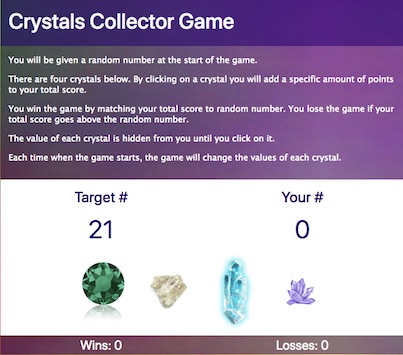 Crystals Collector Game
You will be given a random number at the start of the game.
There are four crystals below. By clicking on a crystal you will add a specific amount of points
to your total score.
You win the game by matching your total score to random number. You lose the game if your
total score goes above the random number.
The value of each crystal is hidden from you until you click on it.
Each time when the game starts, the game will change the values of each crystal.
Target # Your #
21 0
Wins: 0 Losses: 0